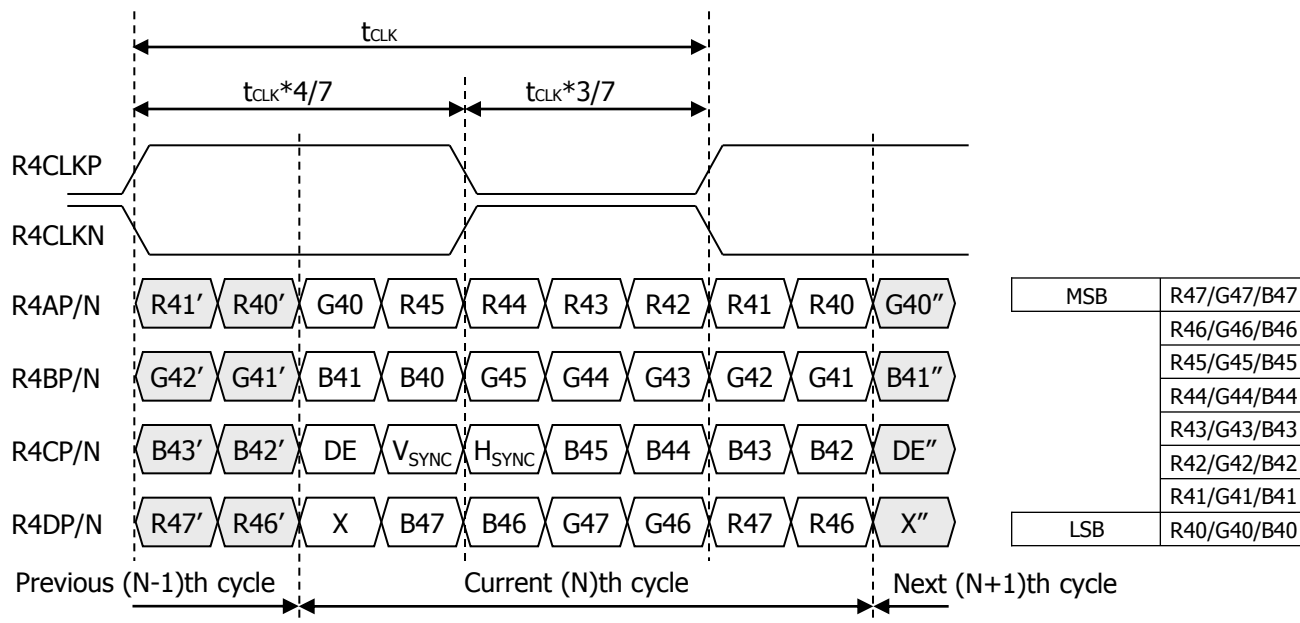 tCLK
tCLK*4/7 tCLK*3/7
R4CLKP
R4CLKN
R4AP/N R41′ R40′ G40 R45 R44 R43 R42 R41 R40 G40″
R4BP/N G42′ G41′ B41 B40 G45 G44 G43 G42 G41 B41″
R4CP/N B43′ B42′ DE VSYNC HSYNC B45 B44 B43 B42 DE″
R4DP/N R47′ R46′ X B47 B46 G47 G46 R47 R46 X″
Previous (N-1)th cycle Current (N)th cycle Next (N+1)th cycle
MSB R47/G47/B47
R46/G46/B46
R45/G45/B45
R44/G44/B44
R43/G43/B43
R42/G42/B42
R41/G41/B41
LSB R40/G40/B40